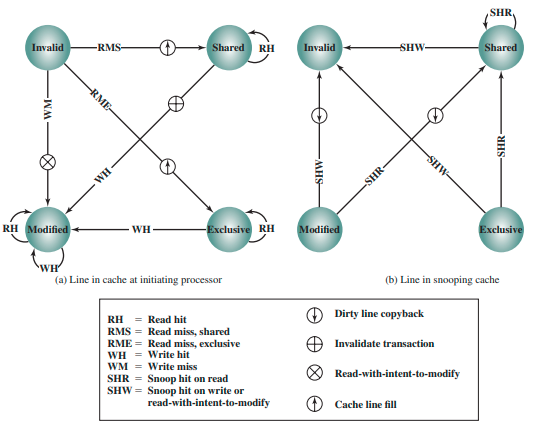 SHR
Invalid
RMS
Shared
RH
Invalid
SHW
Shared
RME
WM
WH
SHW
SHR
SHW
SHR
RH
Modified
WH
Exclusive
RH
Modified
Exclusive
WH
(a) Line in cache at initiating processor
(b) Line in snooping cache
RH = Read hit
RMS = Read miss, shared
RME = Read miss, exclusive
WH = Write hit
WM = Write miss
SHR = Snoop hit on read
SHW = Snoop hit on write or
read-with-intent-to-modify
Dirty line copyback
Invalidate transaction
Read-with-intent-to-modify
Cache line fill